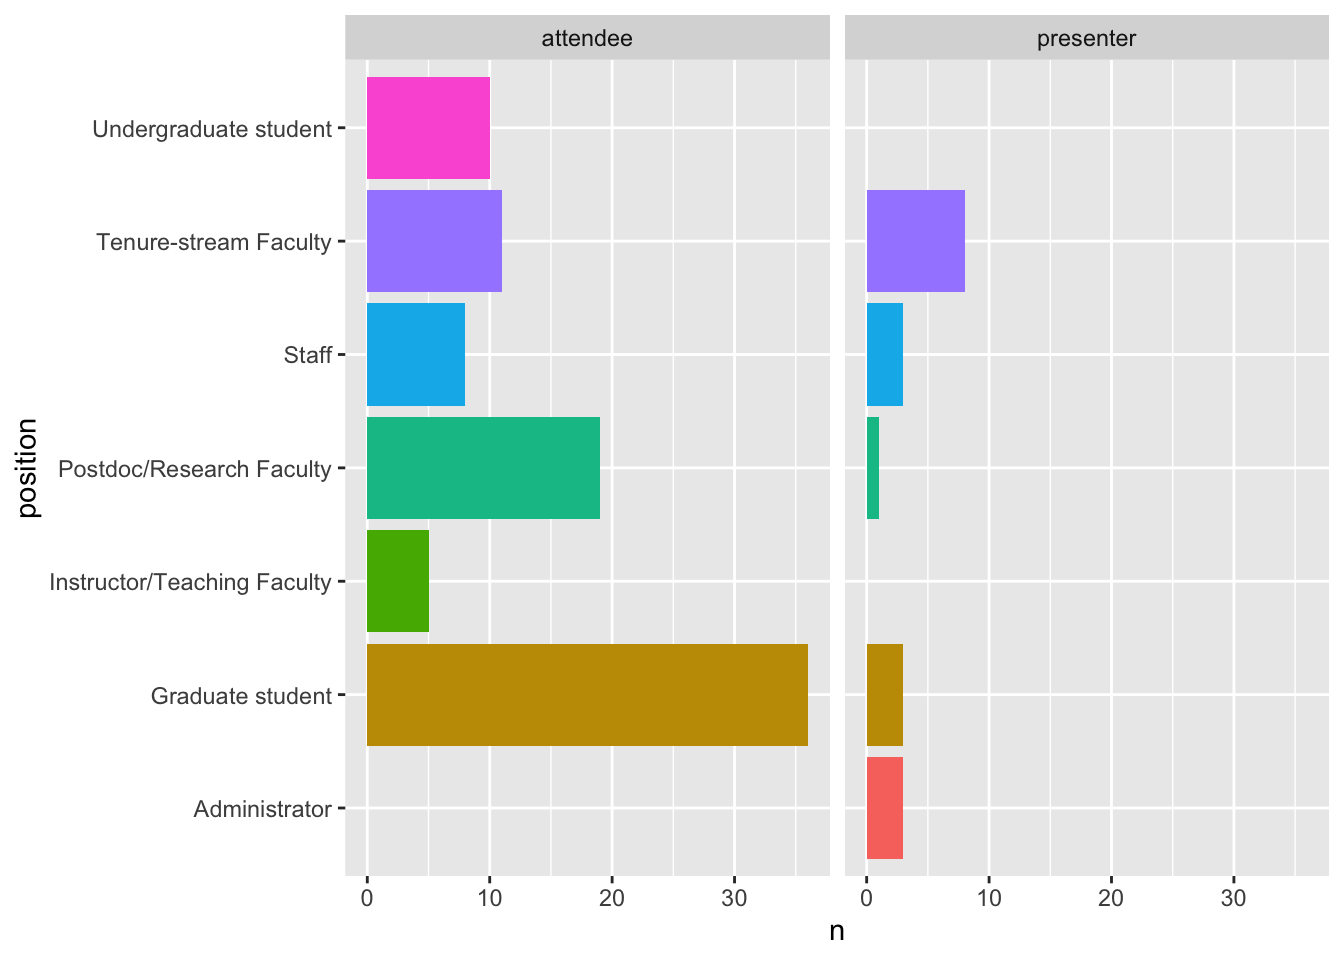 attendee
presenter
Undergraduate student
Tenure-stream Faculty
Staff
Postdoc/Research Faculty
Instructor/Teaching Faculty
Graduate student
Administrator
position
0 10 20 30
0 10 20 30
n